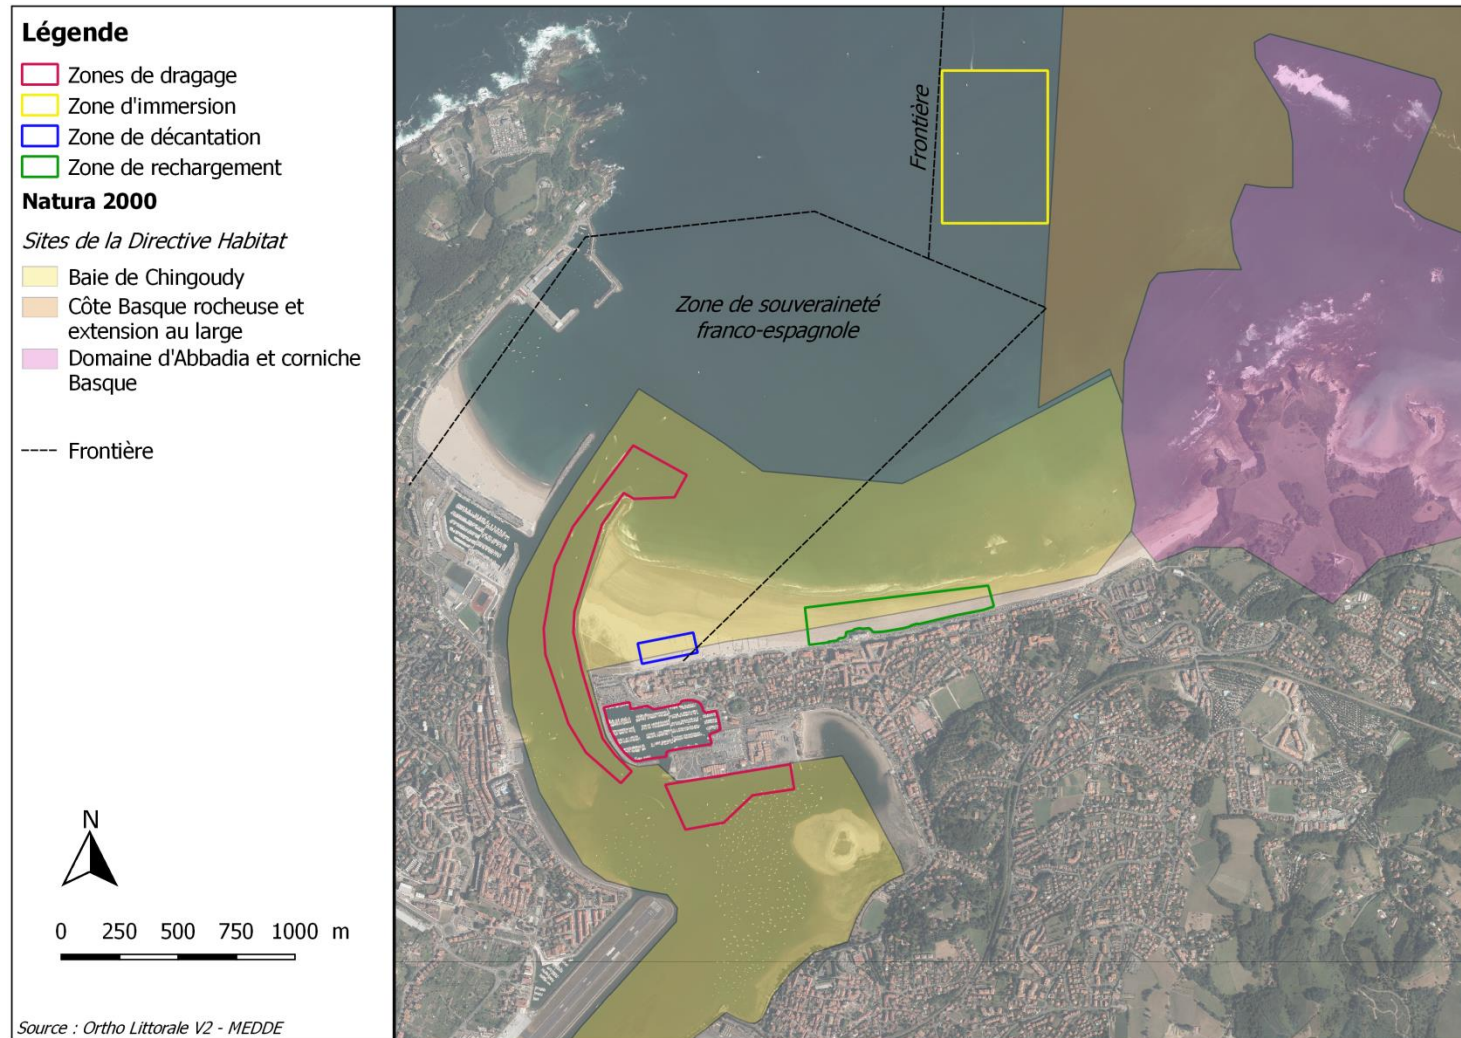 Légende
Zones de dragage
Zone d'immersion
Zone de décantation
Zone de rechargement
Natura 2000
Sites de la Directive Habitat
Baie de Chingoudy
Côte Basque rocheuse et
extension au large
Domaine d'Abbadia et corniche
Basque
Frontière
N
0 250 500 750 1000 m
Source : Ortho Littorale V2 - MEDDE
Frontière
Zone de souveraineté
franco-espagnole